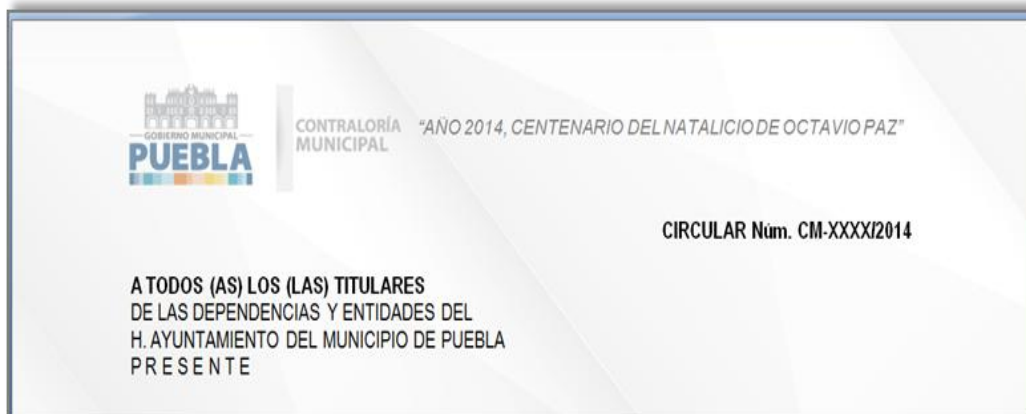 GOBIERNO MUNICIPAL
PUEBLA
CONTRALORÍA
MUNICIPAL
"AÑO 2014, CENTENARIO DEL NATALICIO DE OCTAVIO PAZ"
CIRCULAR Núm. CM-XXXX/2014
A TODOS (AS) LOS (LAS) TITULARES
DE LAS DEPENDENCIAS Y ENTIDADES DEL
H. AYUNTAMIENTO DEL MUNICIPIO DE PUEBLA
P R E S E N T E